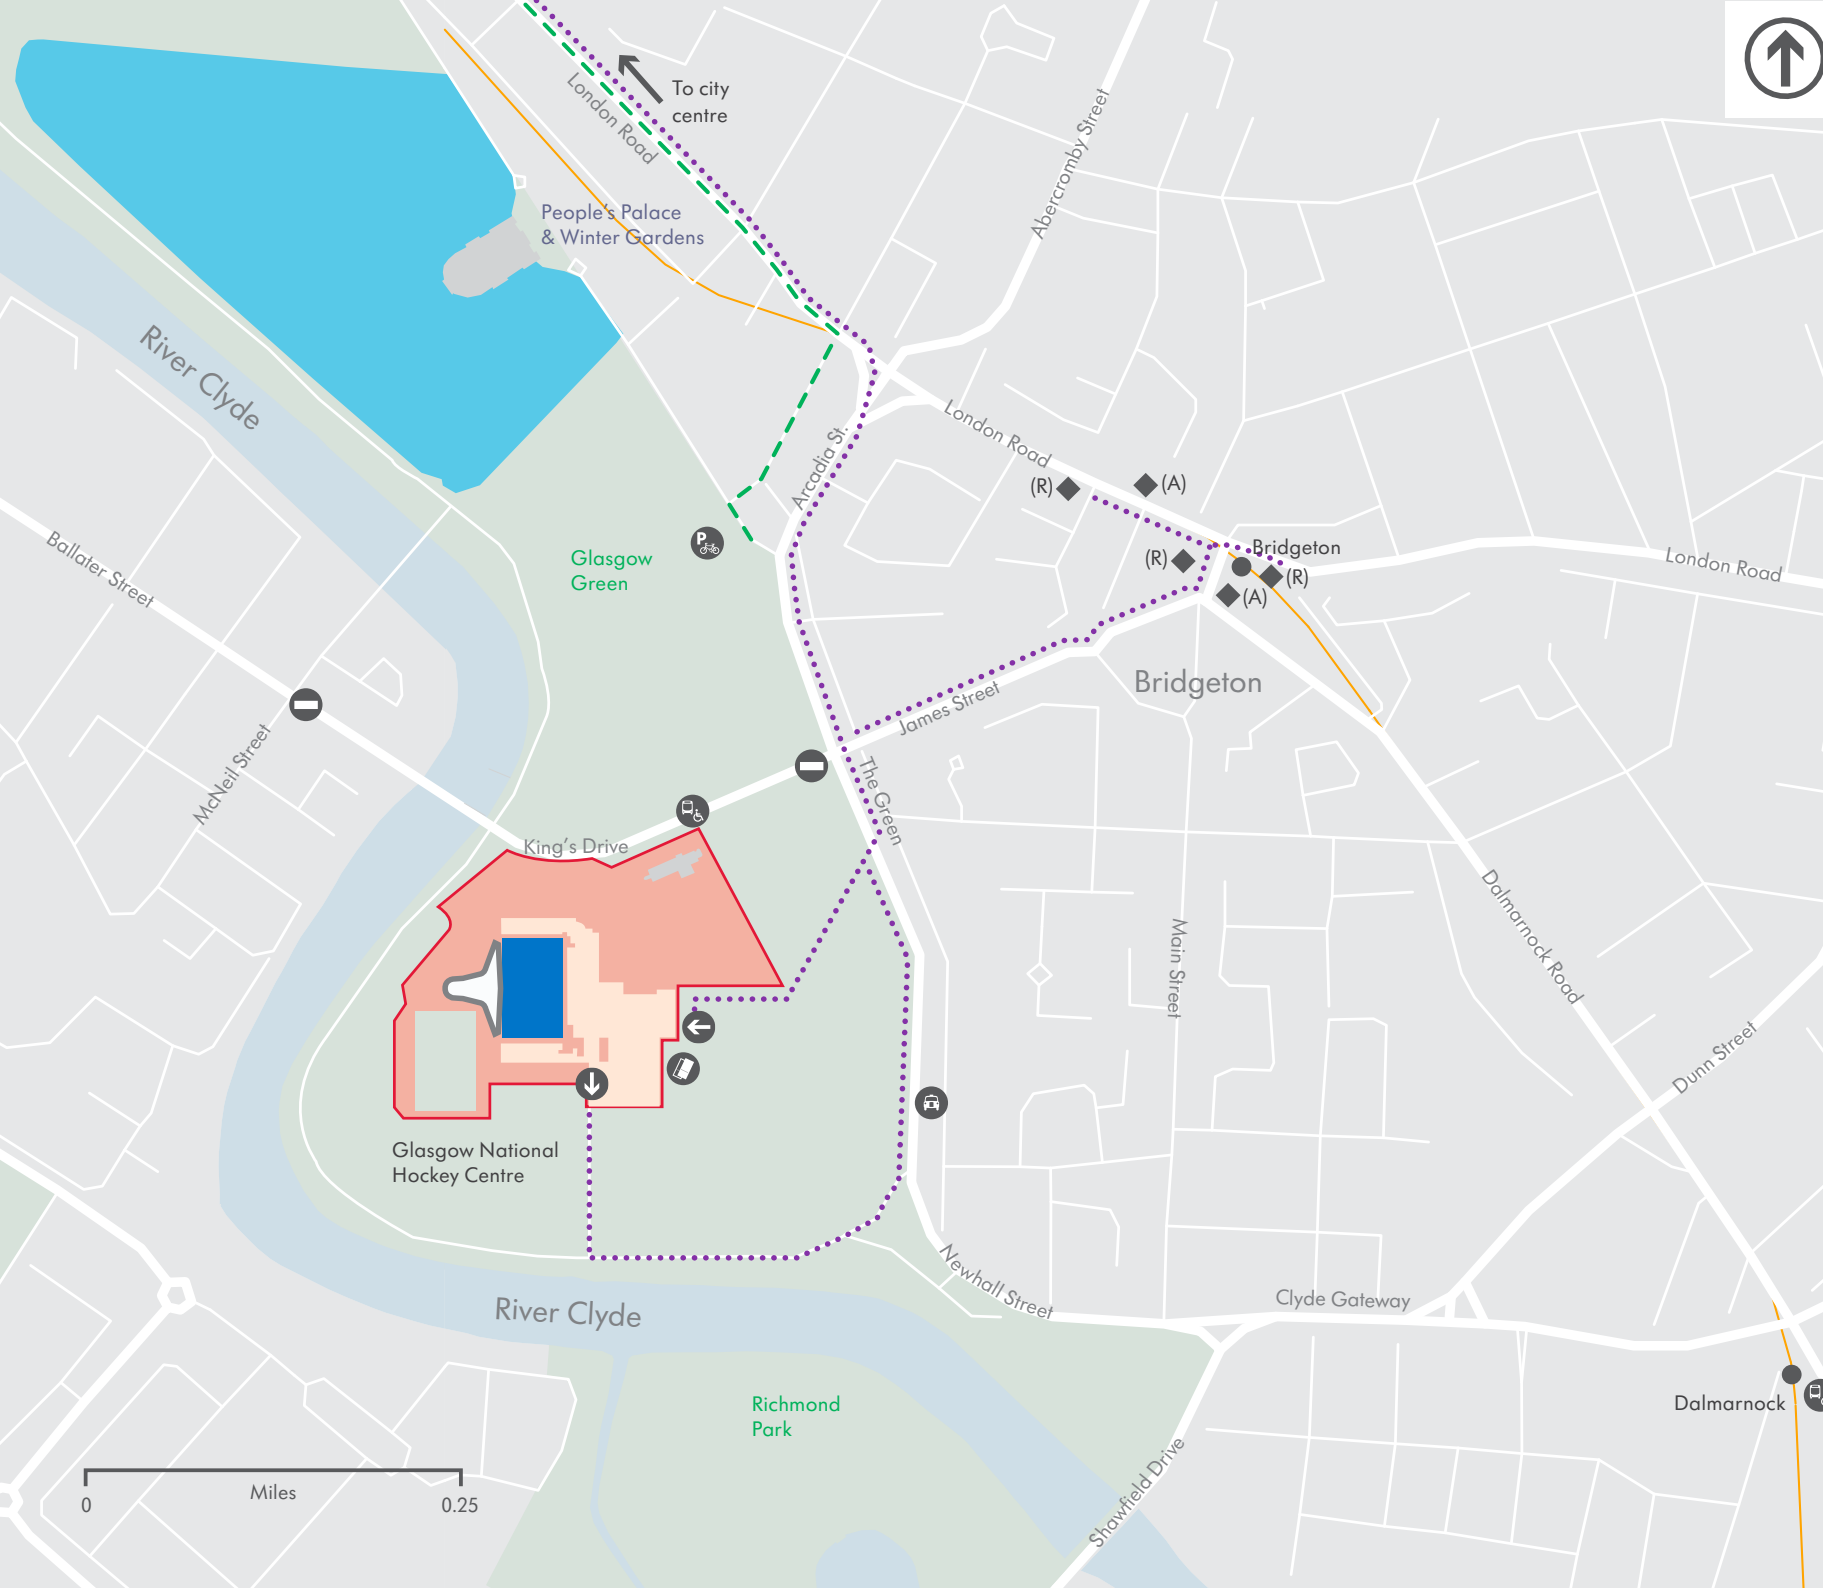 To city
centre
London Road
Abercromby Street
People's Palace
& Winter Gardens
River Clyde
London Road
Arcadia St.
(R)
(A)
P
Bridgeton
London Road
Glasgow
Green
(R)
(R)
(A)
Ballater Street
Bridgeton
James Street
McNeil Street
The Green
King's Drive
Dalmarnock Road
Main Street
Dunn Street
Glasgow National
Hockey Centre
Newhall Street
River Clyde
Clyde Gateway
Richmond
Park
Dalmarnock
Shawfield Drive
Miles
0
0.25